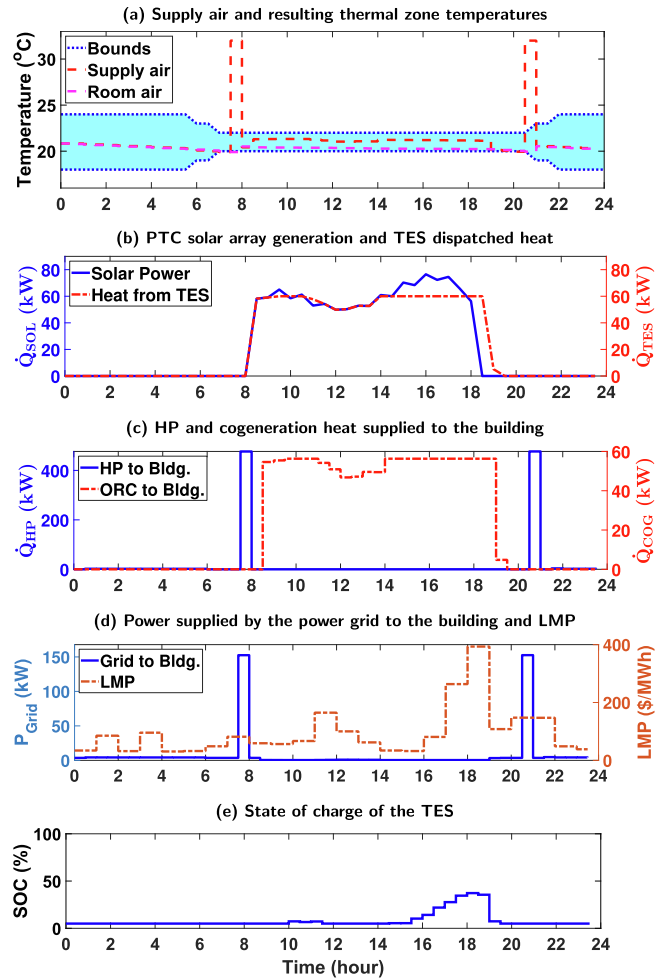 (a) Supply air and resulting thermal zone temperatures
Temperature (°C)
30
25
20
Bounds
Supply air
Room air
0 2 4 6 8 10 12 14 16 18 20 22 24
(b) PTC solar array generation and TES dispatched heat
Q̇SOL (kW)
80
60
40
20
0
Solar Power
Heat from TES
80
60
40
20
0
Q̇TES (kW)
0 2 4 6 8 10 12 14 16 18 20 22 24
(c) HP and cogeneration heat supplied to the building
Q̇HP (kW)
400
200
0
HP to Bldg.
ORC to Bldg.
60
40
20
0
Q̇COG (kW)
0 2 4 6 8 10 12 14 16 18 20 22 24
(d) Power supplied by the power grid to the building and LMP
PGrid (kW)
150
100
50
0
Grid to Bldg.
LMP
400
200
0
LMP ($/MWh)
0 2 4 6 8 10 12 14 16 18 20 22 24
(e) State of charge of the TES
SOC (%)
100
50
0
0 2 4 6 8 10 12 14 16 18 20 22 24
Time (hour)